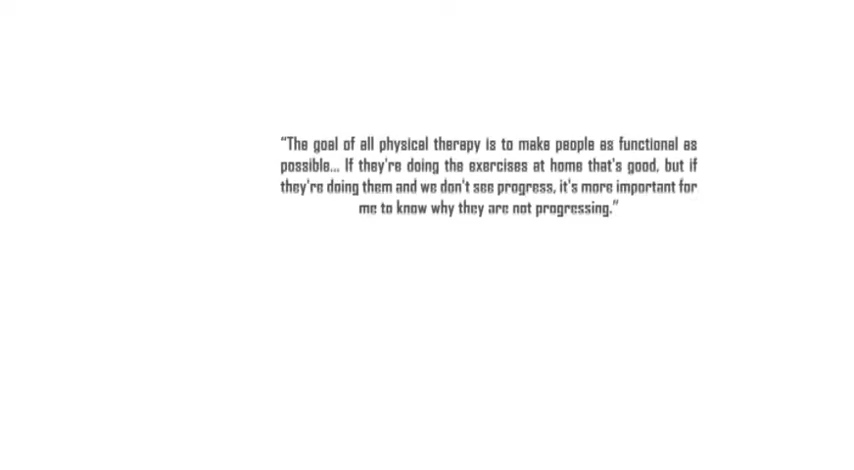 “The goal of all physical therapy is to make people as functional as
possible... If they're doing the exercises at home that's good, but if
they're doing them and we don't see progress, it's more important for
me to know why they are not progressing.”